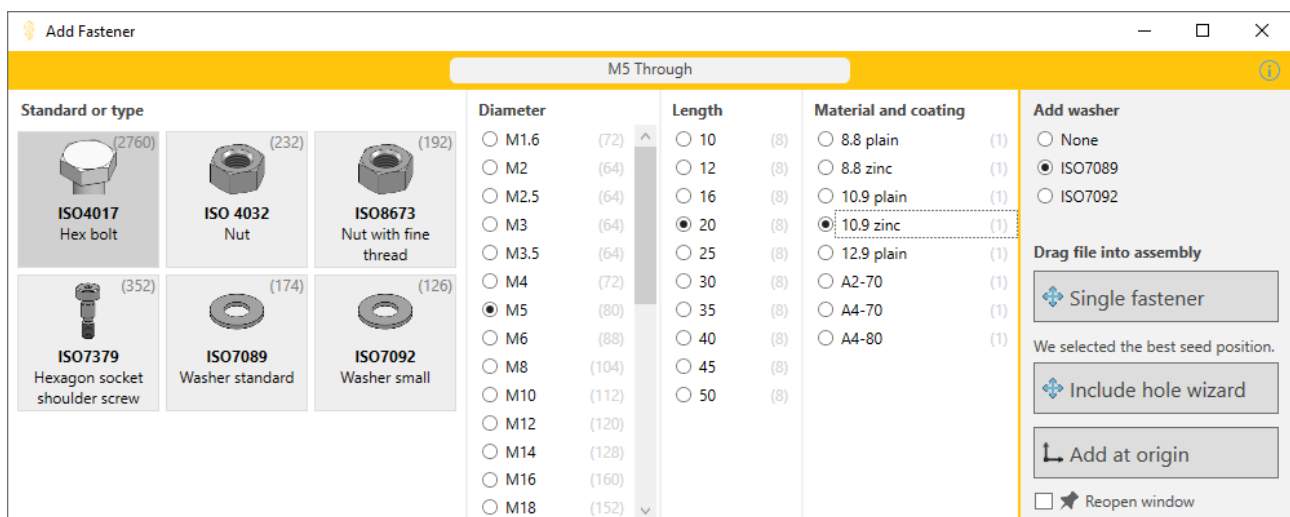 Add Fastener
M5 Through
Standard or type
(2760)
ISO4017
Hex bolt
(232)
ISO 4032
Nut
(192)
ISO8673
Nut with fine
thread
(352)
ISO7379
Hexagon socket
shoulder screw
(174)
ISO7089
Washer standard
(126)
ISO7092
Washer small
Diameter
M1.6 (72)
M2 (64)
M2.5 (64)
M3 (64)
M3.5 (64)
M4 (72)
M5 (80)
M6 (88)
M8 (104)
M10 (112)
M12 (120)
M14 (128)
M16 (160)
M18 (152)
Length
10 (8)
12 (8)
16 (8)
20 (8)
25 (8)
30 (8)
35 (8)
40 (8)
45 (8)
50 (8)
Material and coating
8.8 plain (1)
8.8 zinc (1)
10.9 plain (1)
10.9 zinc (1)
12.9 plain (1)
A2-70 (1)
A4-70 (1)
A4-80 (1)
Add washer
None
ISO7089
ISO7092
Drag file into assembly
Single fastener
We selected the best seed position.
Include hole wizard
Add at origin
Reopen window